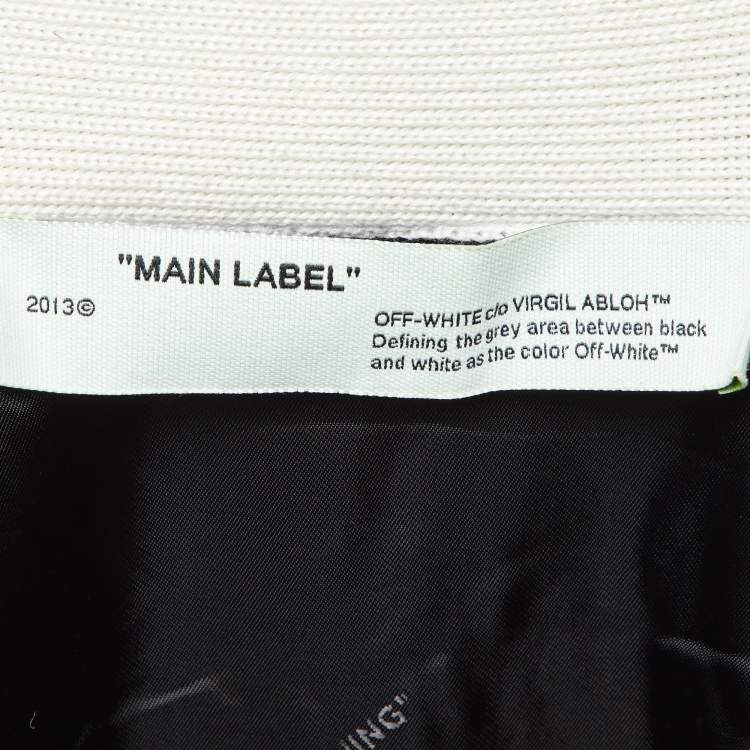 "MAIN LABEL"
2013©
OFF-WHITE c/o VIRGIL ABLOH™
Defining the grey area between black
and white as the color Off-White™